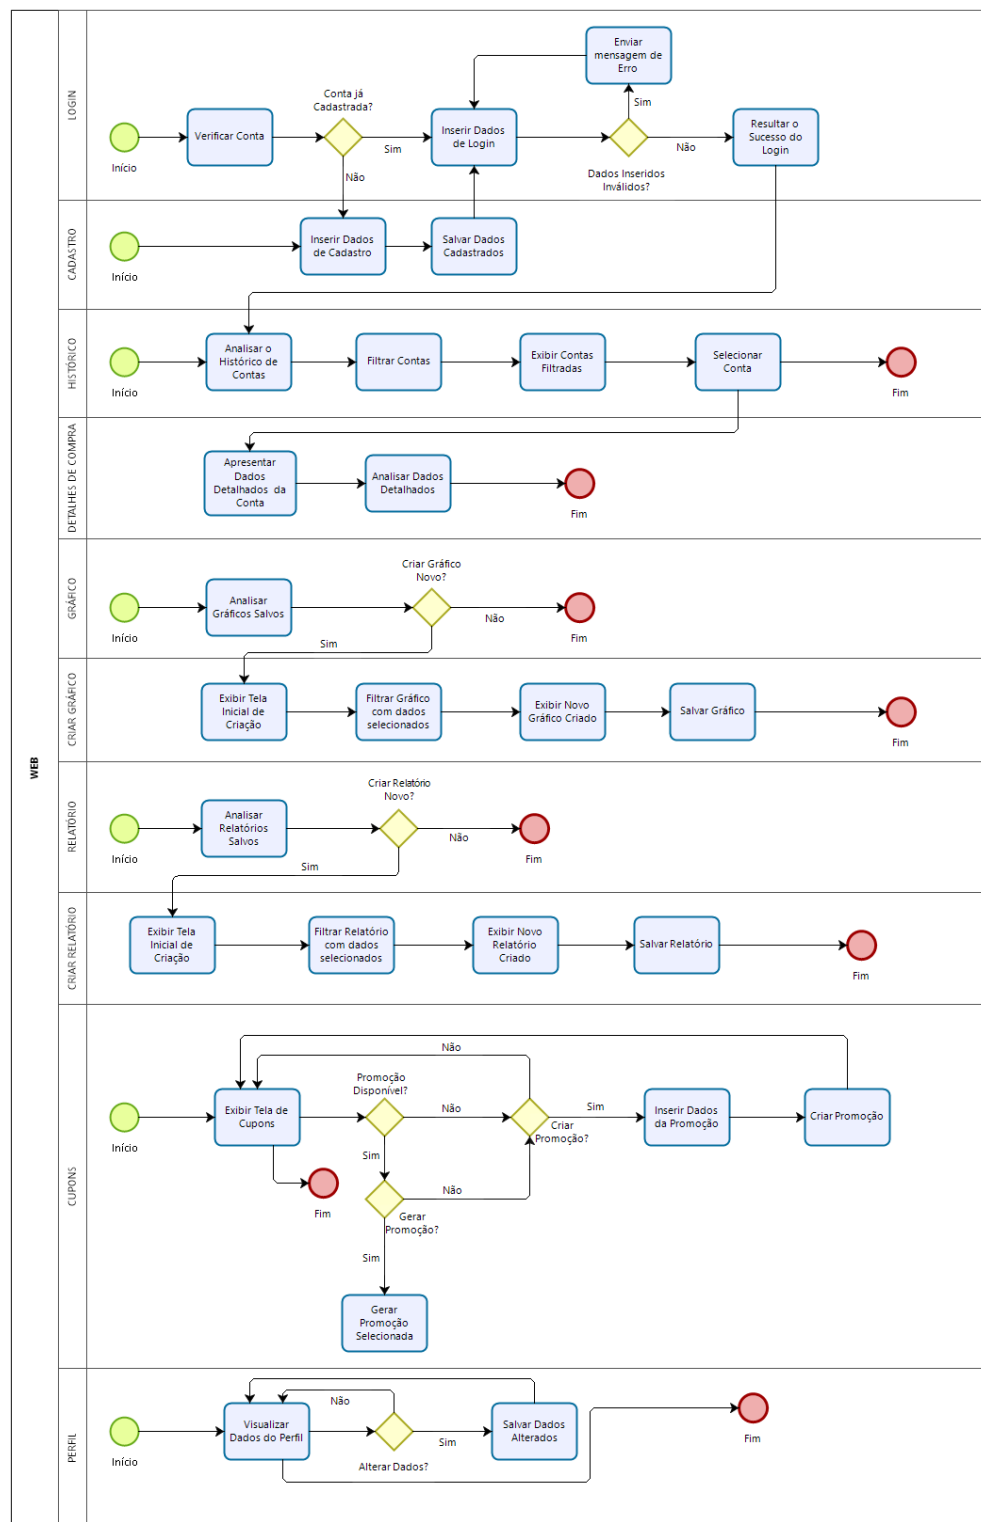 WEB
LOGIN
Início
Verificar Conta
Conta já
Cadastrada?
Sim
Não
Inserir Dados
de Login
Enviar
mensagem de
Erro
Sim
Dados Inseridos
Inválidos?
Não
Resultar o
Sucesso do
Login
CADASTRO
Início
Inserir Dados
de Cadastro
Salvar Dados
Cadastrados
HISTÓRICO
Início
Analisar o
Histórico de
Contas
Filtrar Contas
Exibir Contas
Filtradas
Selecionar
Conta
Fim
DETALHES DE COMPRA
Apresentar
Dados
Detalhados da
Conta
Analisar Dados
Detalhados
Fim
GRÁFICO
Início
Analisar
Gráficos Salvos
Criar Gráfico
Novo?
Não
Sim
Fim
CRIAR GRÁFICO
Exibir Tela
Inicial de
Criação
Filtrar Gráfico
com dados
selecionados
Exibir Novo
Gráfico Criado
Salvar Gráfico
Fim
RELATÓRIO
Início
Analisar
Relatórios
Salvos
Criar Relatório
Novo?
Não
Sim
Fim
CRIAR RELATÓRIO
Exibir Tela
Inicial de
Criação
Filtrar Relatório
com dados
selecionados
Exibir Novo
Relatório
Criado
Salvar Relatório
Fim
CUPONS
Início
Exibir Tela de
Cupons
Fim
Promoção
Disponível?
Não
Sim
Gerar
Promoção?
Não
Sim
Gerar
Promoção
Selecionada
Não
Criar
Promoção?
Sim
Inserir Dados
da Promoção
Criar Promoção
PERFIL
Início
Visualizar
Dados do Perfil
Não
Alterar Dados?
Sim
Salvar Dados
Alterados
Fim